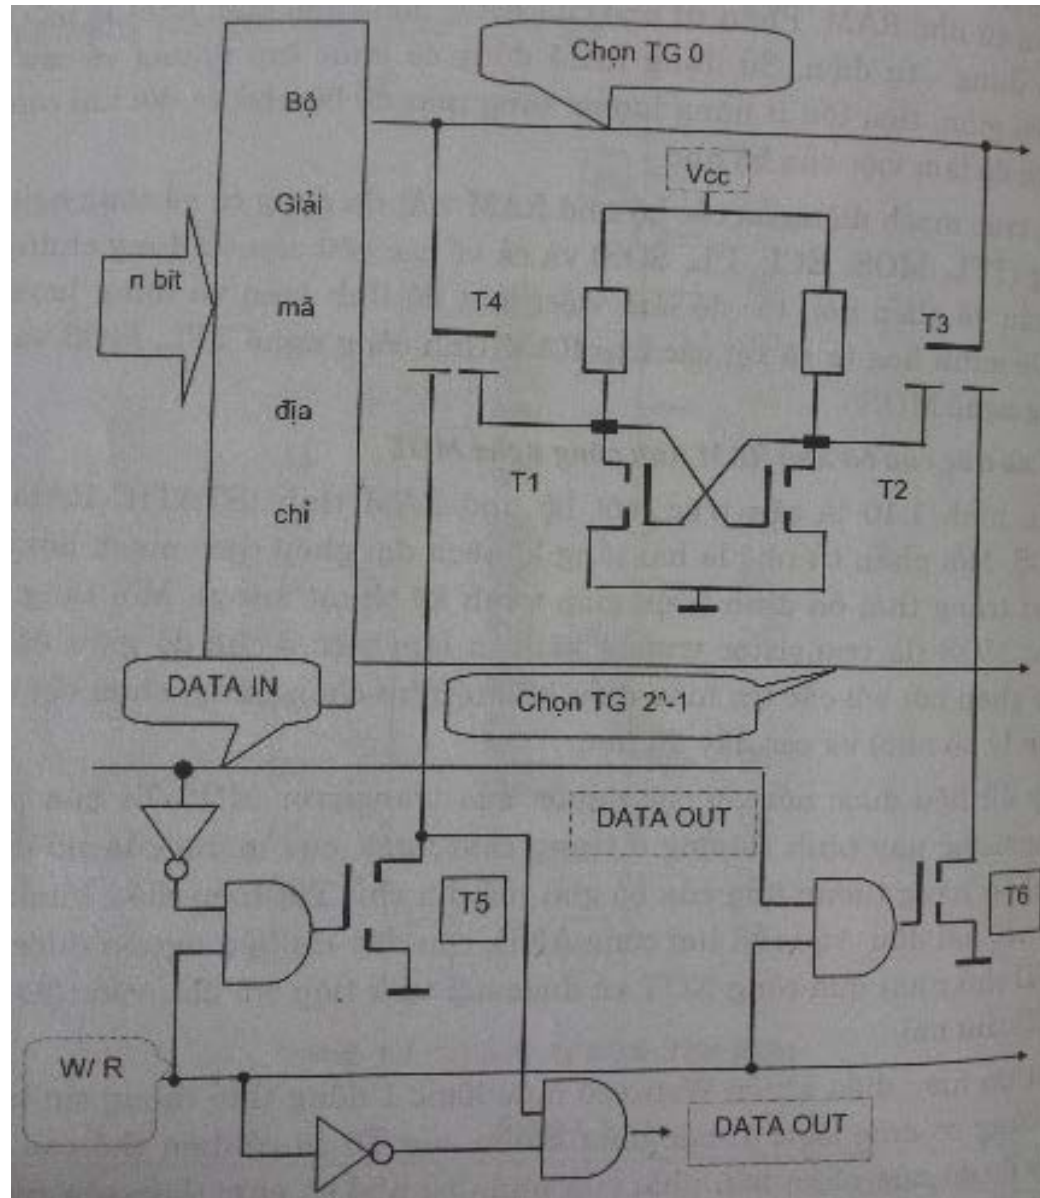 Chọn TG 0
Bộ
Giải
mã
địa
chỉ
n bit
Vcc
T4
T3
T1
T2
DATA IN
Chọn TG 2^-1
DATA OUT
T5
T6
W/ R
DATA OUT